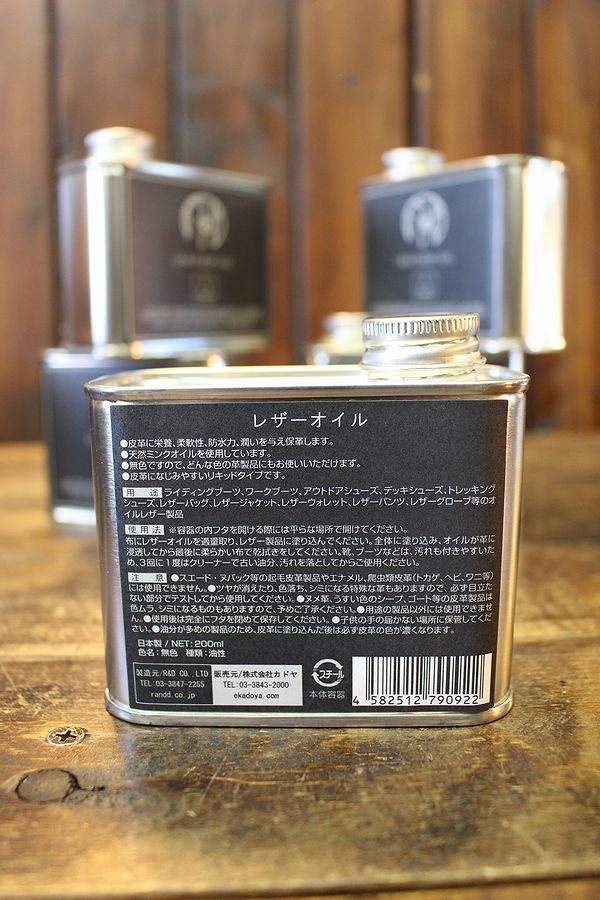 レザーオイル
●皮革に栄養、柔軟性、防水力、潤いを与え保革します。
●天然ミンクオイルを使用しています。
●無色ですので、どんな色の革製品にもお使いいただけます。
●皮革になじみやすいリキッドタイプです。
用 途 ライディングブーツ、ワークブーツ、アウトドアシューズ、デッキシューズ、トレッキング
シューズ、レザーバッグ、レザージャケット、レザーウォレット、レザーパンツ、レザーグローブ等のオ
イルレザー製品
使用法 ※容器の内フタを開ける際には平らな場所で開けてください。
布にレザーオイルを適量取り、レザー製品に塗り込んでください。全体に塗り込み、オイルが革に
浸透してから最後に柔らかい布で乾拭きをしてください。靴、ブーツなどは、汚れも付きやすいた
め、3回に1度はクリーナーで古い油分、汚れを落としてからご使用ください。
注 意 ●スエード・ヌバック等の起毛皮革製品やエナメル、爬虫類皮革(トカゲ、ヘビ、ワニ等)
には使用できません。●ツヤが消えたり、色落ち、シミになる特殊な革もありますので、必ず目立た
ない部分でテストしてから使用してください。●ヌメ革、うすい色のシープ、ゴート等の皮革製品は
色ムラ、シミになるものもありますので、予めご了承ください。●用途の製品以外には使用できませ
ん。●使用後は完全にフタを閉めて保存してください。●子供の手の届かない場所に保管してくだ
さい。●油分が多めの製品のため、皮革に塗り込んだ後は必ず皮革の色が濃くなります。
日本製 / NET: 200ml
色名:無色 種類:油性
製造元/R&D CO.,LTD
TEL:03-3847-2255
randd.co.jp
販売元/株式会社カドヤ
TEL:03-3843-2000
ekadoya.com
スチール
本体容器
4 582512 790922